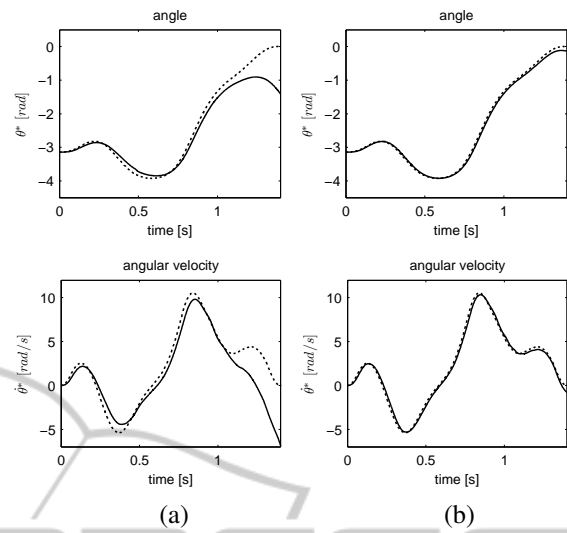 angle
angle
0
−1
−2
−3
−4
θ* [rad]
0
0.5
1
time [s]
0
−1
−2
−3
−4
θ* [rad]
0
0.5
1
time [s]
angular velocity
angular velocity
10
5
0
−5
θ̇* [rad/s]
0
0.5
1
time [s]
10
5
0
−5
θ̇* [rad/s]
0
0.5
1
time [s]
(a)
(b)